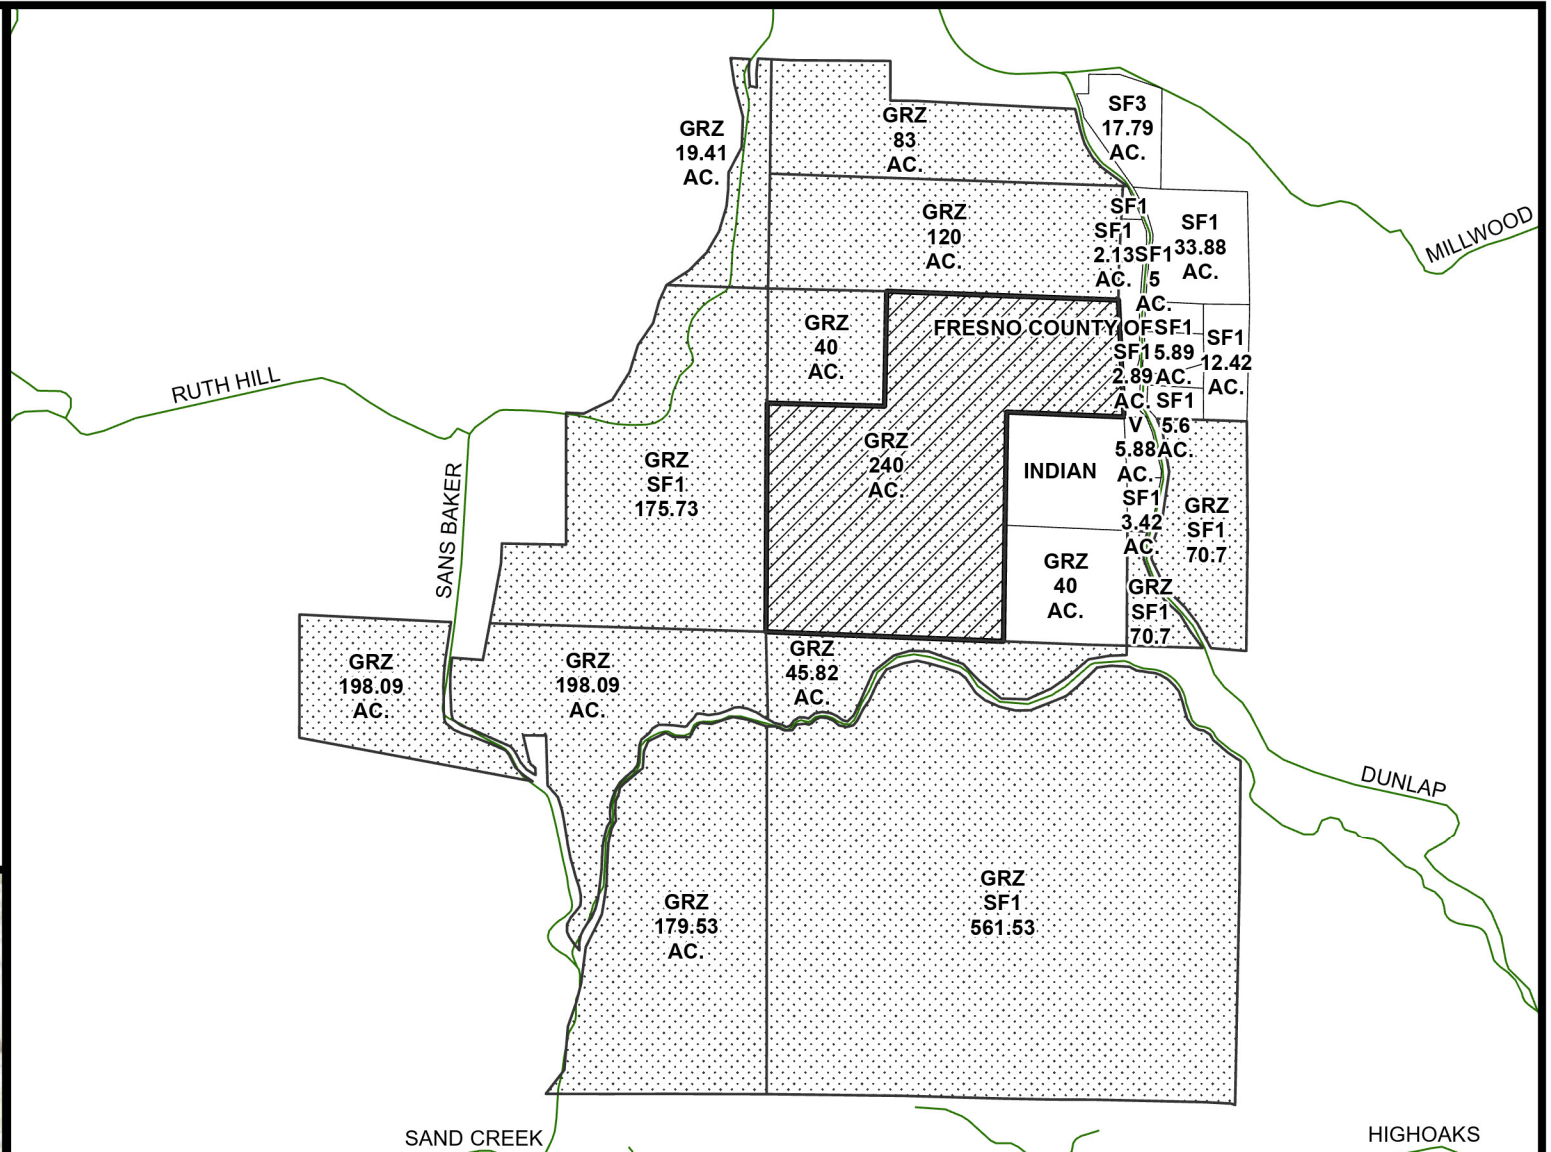 GRZ
19.41
AC.
GRZ
83
AC.
SF3
17.79
AC.
GRZ
120
AC.
SF1
SF1
2.13
AC.
SF1
5
AC.
SF1
33.88
AC.
MILLWOOD
GRZ
40
AC.
FRESNO COUNTY OF
SF1
2.89
AC.
SF1
5.89
AC.
SF1
12.42
AC.
RUTH HILL
SANS BAKER
GRZ
SF1
175.73
GRZ
240
AC.
INDIAN
V
5.88
AC.
SF1
5.6
AC.
SF1
3.42
AC
GRZ
SF1
70.7
GRZ
40
AC.
GRZ
SF1
70.7
GRZ
198.09
AC.
GRZ
198.09
AC.
GRZ
45.82
AC.
DUNLAP
GRZ
179.53
AC.
GRZ
SF1
561.53
SAND CREEK
HIGHOAKS